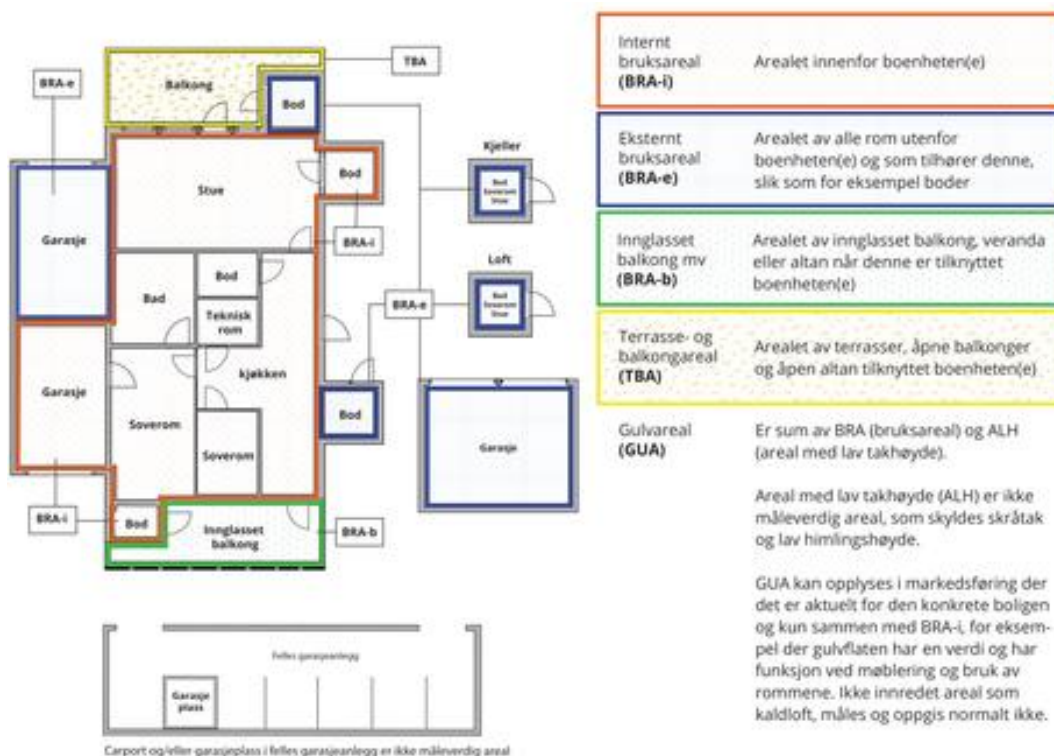 TBA
BRA-e
Balkong
Bod
Kjeller
Stue
Bod
Bod
Soverom
Stue
Garasje
BRA-i
Loft
Bad
Bod
BRA-e
Bod
Soverom
Stue
Teknisk
rom
kjøkken
Garasje
Soverom
Bod
Garasje
Soverom
BRA-i
Bod
Innglasset
balkong
BRA-b
Felles garasjeanlegg
Garasje
plass
Carport og/eller garasjeplass i felles garasjeanlegg er ikke måleverdig areal
Internt
bruksareal
(BRA-i)
Arealet innenfor boenheten(e)
Eksternt
bruksareal
(BRA-e)
Arealet av alle rom utenfor
boenheten(e) og som tilhører denne,
slik som for eksempel boder
Innglasset
balkong mv
(BRA-b)
Arealet av innglasset balkong, veranda
eller altan når denne er tilknyttet
boenheten(e)
Terrasse- og
balkongareal
(TBA)
Arealet av terrasser, åpne balkonger
og åpen altan tilknyttet boenheten(e)
Gulvareal
(GUA)
Er sum av BRA (bruksareal) og ALH
(areal med lav takhøyde).
Areal med lav takhøyde (ALH) er ikke
måleverdig areal, som skyldes skråtak
og lav himlingshøyde.
GUA kan opplyses i markedsføring der
det er aktuelt for den konkrete boligen
og kun sammen med BRA-i, for eksem-
pel der gulvflaten har en verdi og har
funksjon ved møblering og bruk av
rommene. Ikke innredet areal som
kaldloft, måles og oppgis normalt ikke.